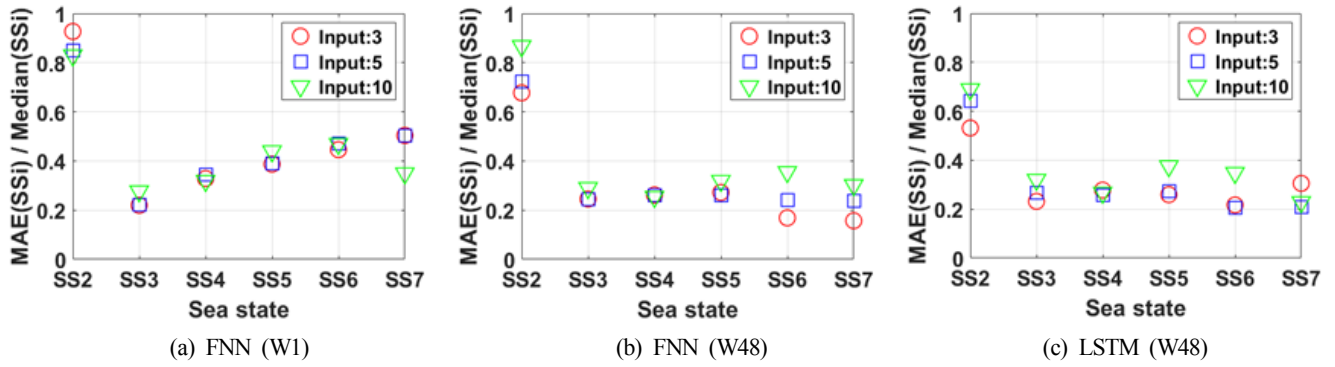 MAE(SSi) / Median(SSi)
1
0.8
0.6
0.4
0.2
0
Input:3
Input:5
Input:10
SS2 SS3 SS4 SS5 SS6 SS7
Sea state
(a) FNN (W1)
MAE(SSi) / Median(SSi)
1
0.8
0.6
0.4
0.2
0
Input:3
Input:5
Input:10
SS2 SS3 SS4 SS5 SS6 SS7
Sea state
(b) FNN (W48)
MAE(SSi) / Median(SSi)
1
0.8
0.6
0.4
0.2
0
Input:3
Input:5
Input:10
SS2 SS3 SS4 SS5 SS6 SS7
Sea state
(c) LSTM (W48)